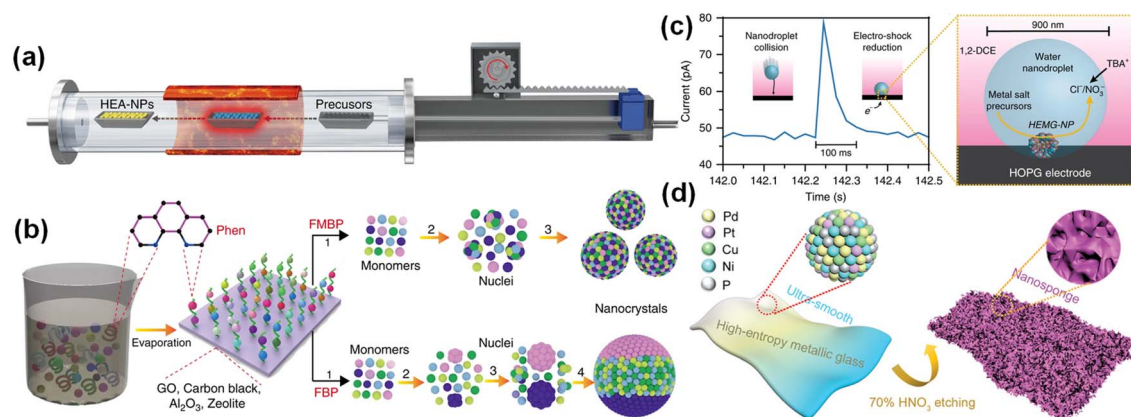 (a)
HEA-NPs
Precusors
(b)
Phen
Evaporation
GO, Carbon black,
Al₂O₃, Zeolite
FMBP
1
Monomers
2
Nuclei
3
Nanocrystals
1
FBP
Monomers
2
Nuclei
3
4
(c)
Current (pA)
80
70
60
50
40
Nanodroplet
collision
Electro-shock
reduction
e⁻
100 ms
142.0 142.1 142.2 142.3 142.4 142.5
Time (s)
900 nm
1,2-DCE
Water
nanodroplet
TBA⁺
Cl⁻/NO₃⁻
Metal salt
precursors
HEMG-NP
HOPG electrode
(d)
Pd
Pt
Cu
Ni
P
Ultra-smooth
High-entropy metallic glass
70% HNO₃ etching
Nanosponge